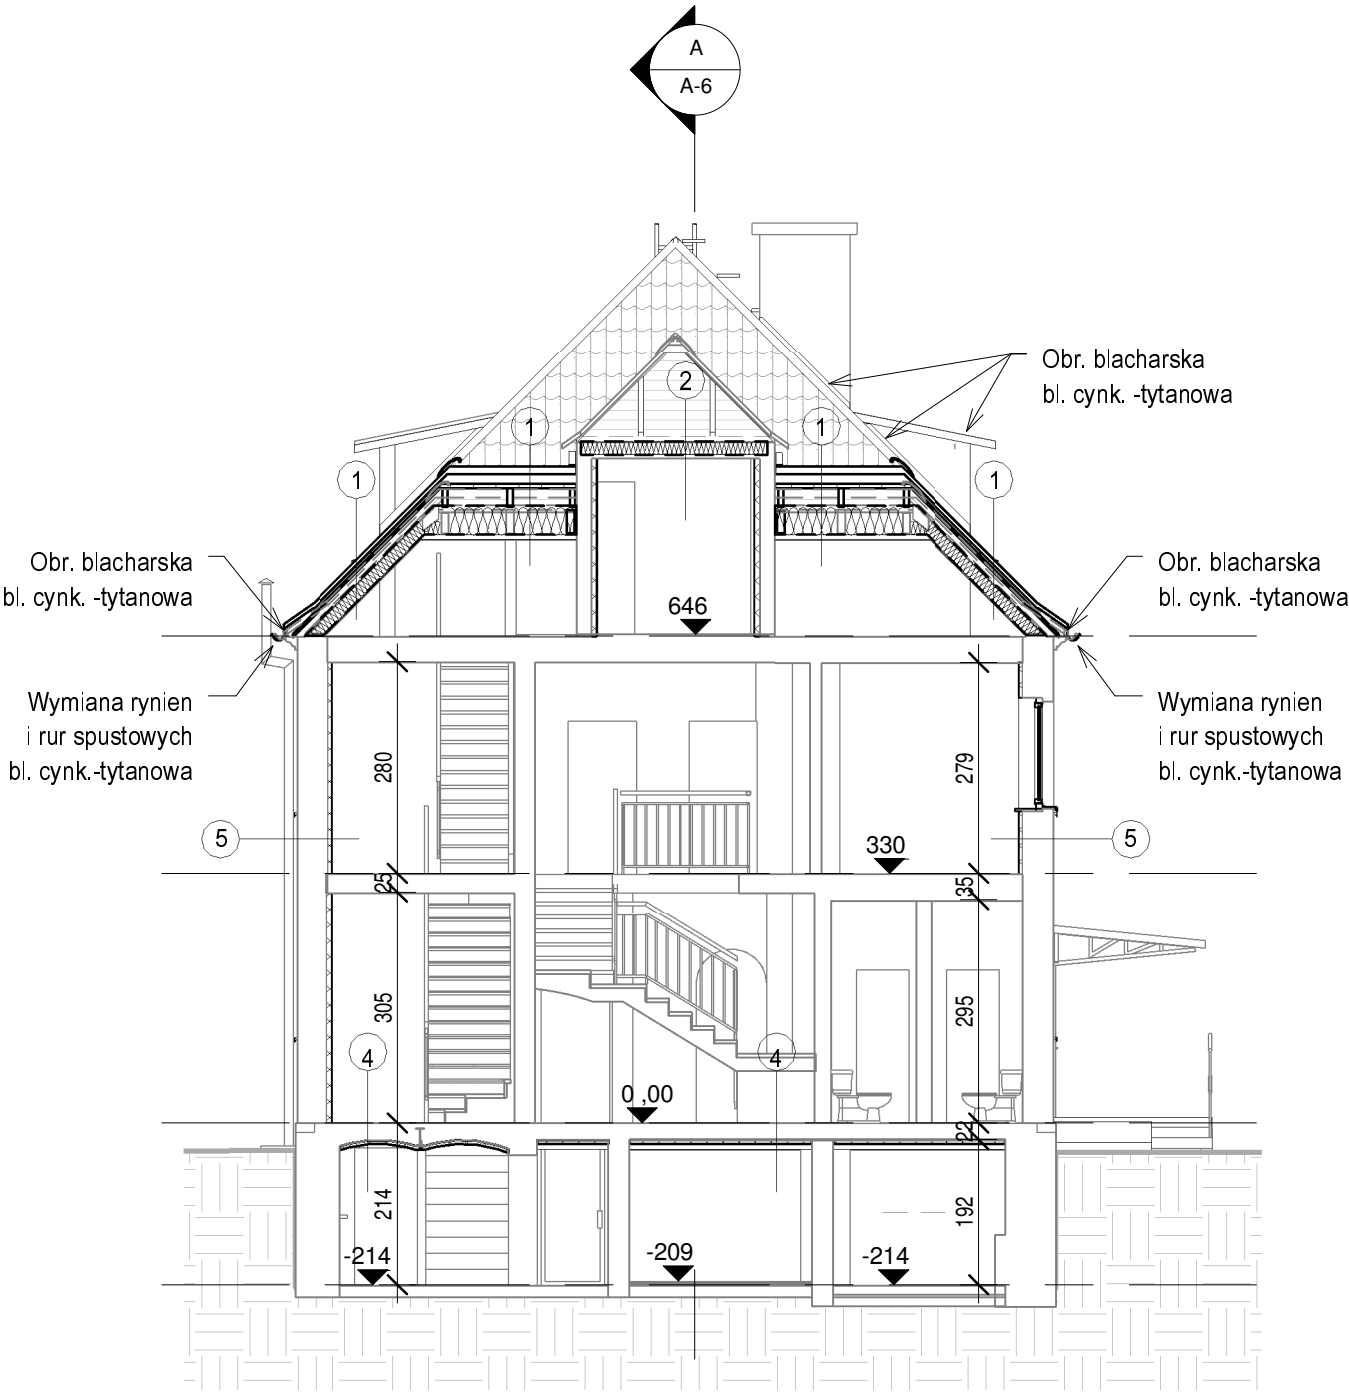 A
A-6
Obr. blacharska
bl. cynk. -tytanowa
2
1
1
1
1
Obr. blacharska
bl. cynk. -tytanowa
Obr. blacharska
bl. cynk. -tytanowa
646
Wymiana rynien
i rur spustowych
bl. cynk.-tytanowa
Wymiana rynien
i rur spustowych
bl. cynk.-tytanowa
280
279
5
5
330
25
35
305
295
4
4
0 ,00
22
214
192
-214
-209
-214